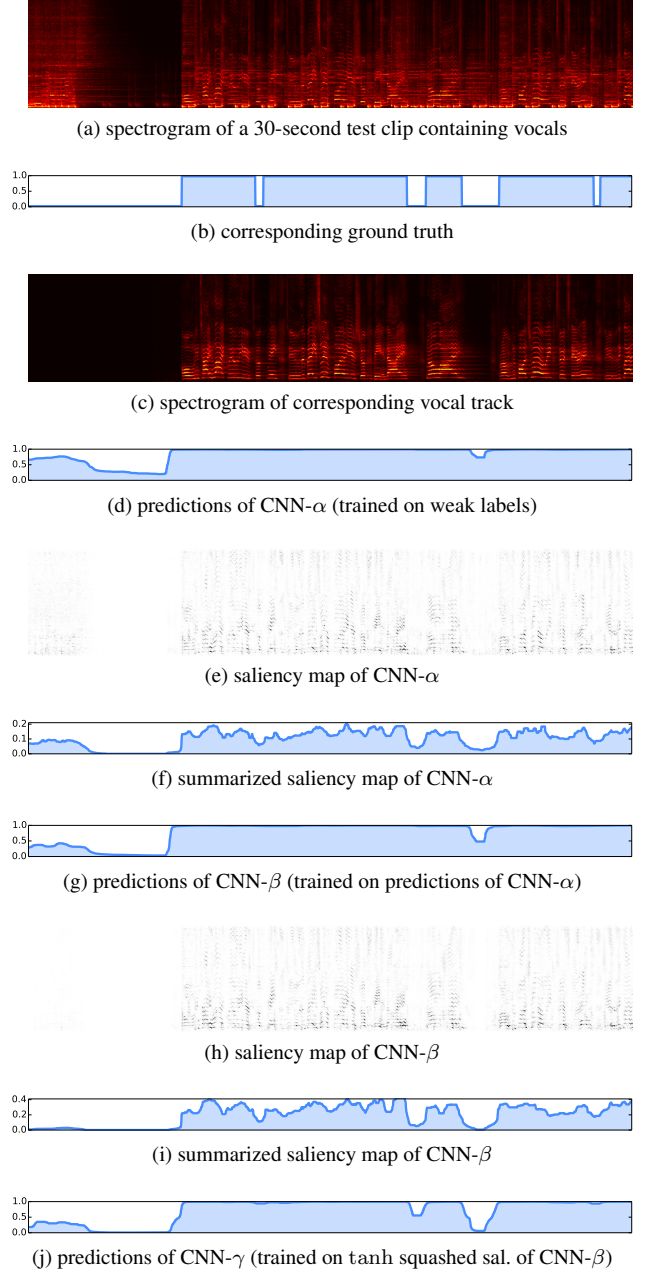 (a) spectrogram of a 30-second test clip containing vocals
1.0
0.5
0.0
(b) corresponding ground truth
(c) spectrogram of corresponding vocal track
1.0
0.5
0.0
(d) predictions of CNN-α (trained on weak labels)
(e) saliency map of CNN-α
0.2
0.1
0.0
(f) summarized saliency map of CNN-α
1.0
0.5
0.0
(g) predictions of CNN-β (trained on predictions of CNN-α)
(h) saliency map of CNN-β
0.4
0.2
0.0
(i) summarized saliency map of CNN-β
1.0
0.5
0.0
(j) predictions of CNN-γ (trained on tanh squashed sal. of CNN-β)